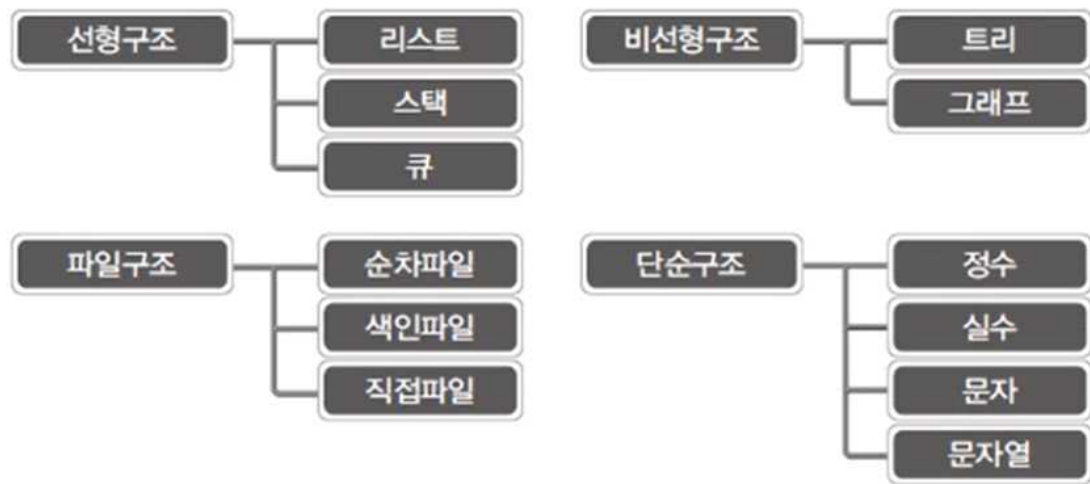 선형구조
리스트
스택
큐
비선형구조
트리
그래프
파일구조
순차파일
색인파일
직접파일
단순구조
정수
실수
문자
문자열